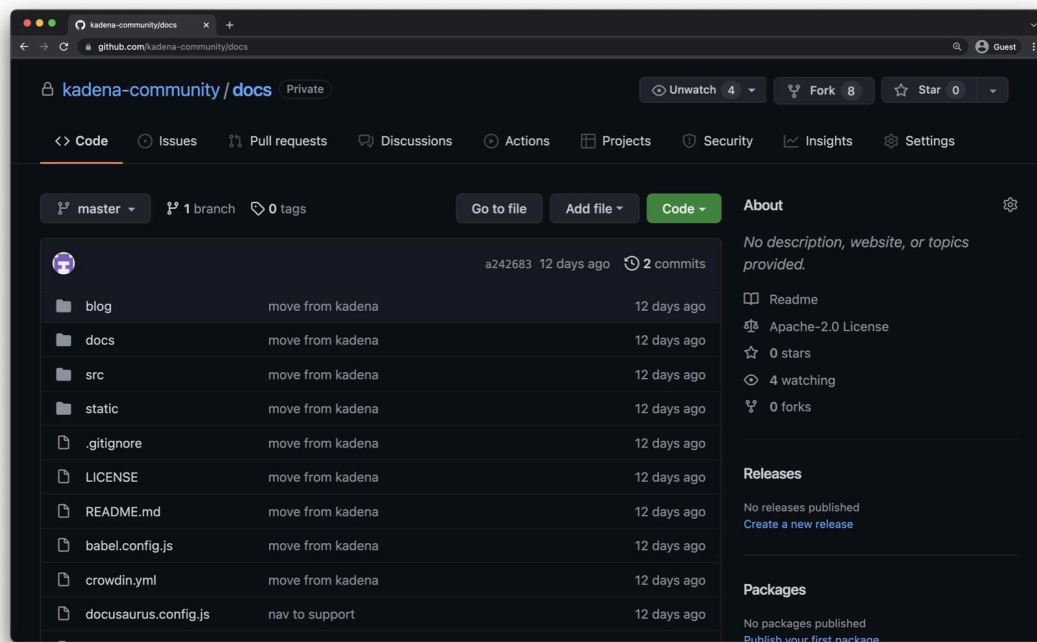 kadena-community/docs
github.com/kadena-community/docs
Guest
kadena-community / docs Private
Unwatch 4
Fork 8
Star 0
<> Code
Issues
Pull requests
Discussions
Actions
Projects
Security
Insights
Settings
master
1 branch
0 tags
Go to file
Add file
Code
a242683 12 days ago 2 commits
blog move from kadena 12 days ago
docs move from kadena 12 days ago
src move from kadena 12 days ago
static move from kadena 12 days ago
.gitignore move from kadena 12 days ago
LICENSE move from kadena 12 days ago
README.md move from kadena 12 days ago
babel.config.js move from kadena 12 days ago
crowdin.yml move from kadena 12 days ago
docusaurus.config.js nav to support 12 days ago
About
No description, website, or topics
provided.
Readme
Apache-2.0 License
0 stars
4 watching
0 forks
Releases
No releases published
Create a new release
Packages
No packages published
Publish your first package